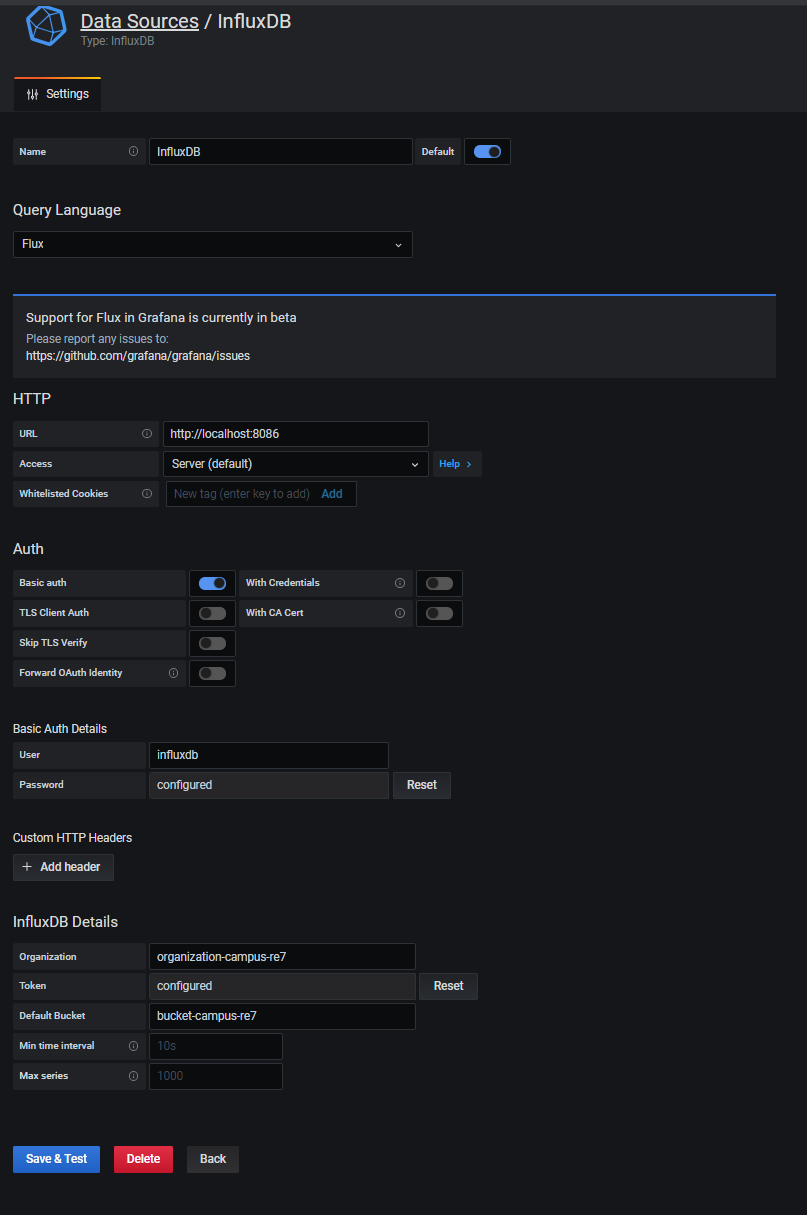 Data Sources / InfluxDB
Type: InfluxDB
Settings
Name InfluxDB Default
Query Language
Flux
Support for Flux in Grafana is currently in beta
Please report any issues to:
https://github.com/grafana/grafana/issues
HTTP
URL http://localhost:8086
Access Server (default) Help >
Whitelisted Cookies New tag (enter key to add) Add
Auth
Basic auth With Credentials
TLS Client Auth With CA Cert
Skip TLS Verify
Forward OAuth Identity
Basic Auth Details
User influxdb
Password configured Reset
Custom HTTP Headers
+ Add header
InfluxDB Details
Organization organization-campus-re7
Token configured Reset
Default Bucket bucket-campus-re7
Min time interval 10s
Max series 1000
Save & Test Delete Back